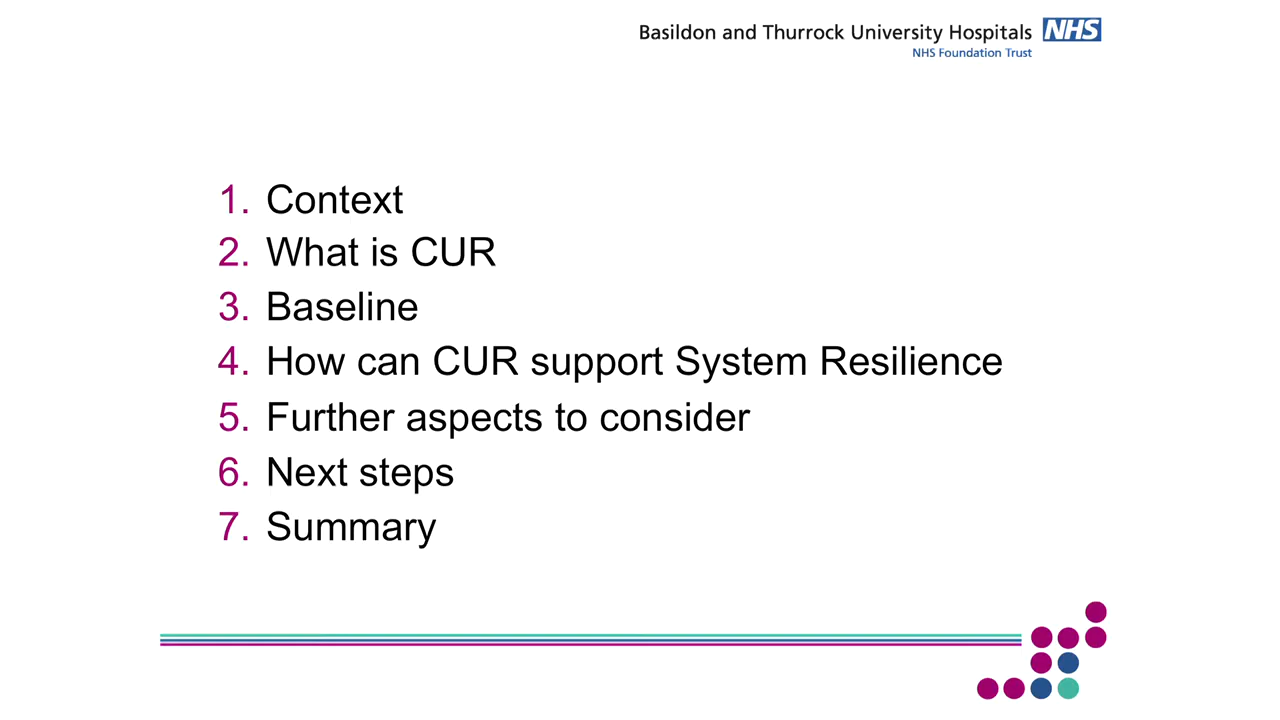 Basildon and Thurrock University Hospitals NHS
NHS Foundation Trust
1. Context
2. What is CUR
3. Baseline
4. How can CUR support System Resilience
5. Further aspects to consider
6. Next steps
7. Summary